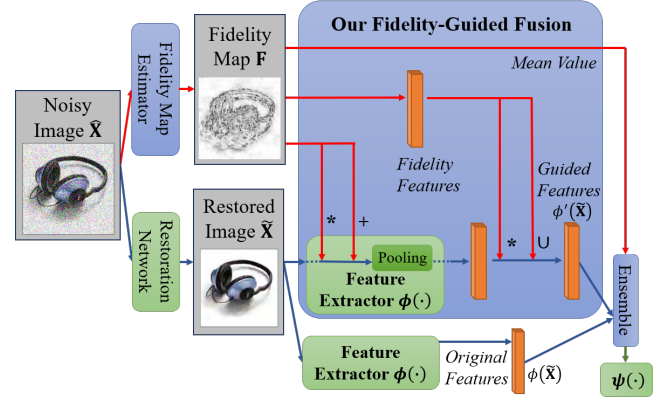 Our Fidelity-Guided Fusion
Fidelity Map
Estimator
Fidelity
Map F
Mean Value
Noisy
Image X̂
Fidelity
Features
Guided
Features
ϕ′(X̃)
Restoration
Network
Restored
Image X̃
*
+
*
∪
Pooling
Feature
Extractor ϕ(·)
Ensemble
Feature
Extractor ϕ(·)
Original
Features
ϕ(X̃)
ψ(·)